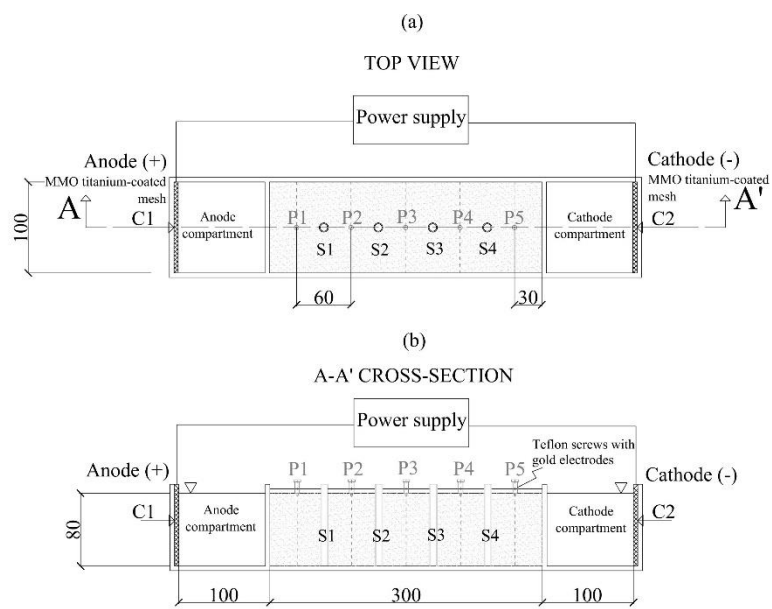 (a)
TOP VIEW
Power supply
Anode (+)
MMO titanium-coated
mesh
Cathode (-)
MMO titanium-coated
mesh
A
A'
C1
Anode
compartment
P1
P2
P3
P4
P5
Cathode
compartment
C2
S1
S2
S3
S4
100
60
30
(b)
A-A' CROSS-SECTION
Power supply
Teflon screws with
gold electrodes
Anode (+)
P1
P2
P3
P4
P5
Cathode (-)
C1
Anode
compartment
S1
S2
S3
S4
Cathode
compartment
C2
80
100
300
100